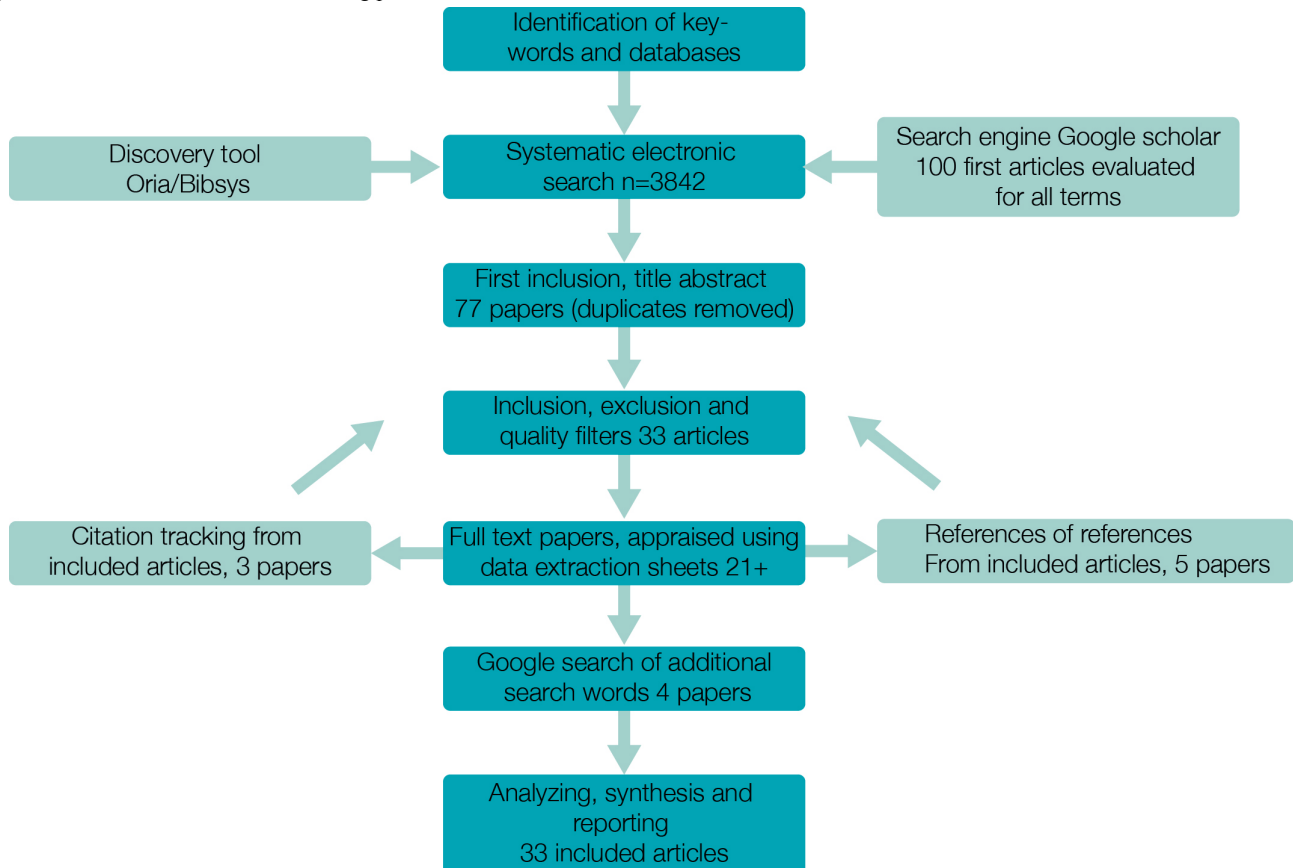 Identification of key-
words and databases
Discovery tool
Oria/Bibsys
Systematic electronic
search n=3842
Search engine Google scholar
100 first articles evaluated
for all terms
First inclusion, title abstract
77 papers (duplicates removed)
Inclusion, exclusion and
quality filters 33 articles
Citation tracking from
included articles, 3 papers
Full text papers, appraised using
data extraction sheets 21+
References of references
From included articles, 5 papers
Google search of additional
search words 4 papers
Analyzing, synthesis and
reporting
33 included articles